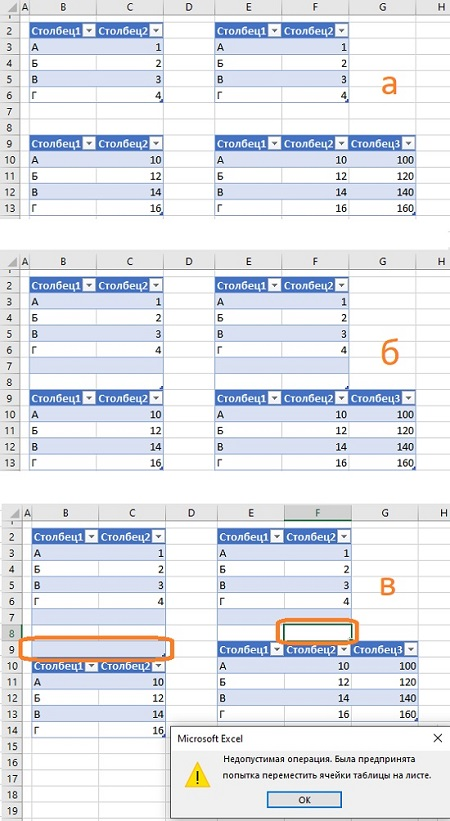 A B C D E F G H
2 Столбец1 Столбец2 Столбец1 Столбец2
3 А 1 А 1
4 Б 2 Б 2
5 В 3 В 3 а
6 Г 4 Г 4
7
8
9 Столбец1 Столбец2 Столбец1 Столбец2 Столбец3
10 А 10 А 10 100
11 Б 12 Б 12 120
12 В 14 В 14 140
13 Г 16 Г 16 160
A B C D E F G H
2 Столбец1 Столбец2 Столбец1 Столбец2
3 А 1 А 1
4 Б 2 Б 2
5 В 3 В 3
6 Г 4 Г 4 б
7
8
9 Столбец1 Столбец2 Столбец1 Столбец2 Столбец3
10 А 10 А 10 100
11 Б 12 Б 12 120
12 В 14 В 14 140
13 Г 16 Г 16 160
A B C D E F G H
2 Столбец1 Столбец2 Столбец1 Столбец2
3 А 1 А 1
4 Б 2 Б 2
5 В 3 В 3 в
6 Г 4 Г 4
7
8
9 Столбец1 Столбец2 Столбец3
10 Столбец1 Столбец2 А 10 100
11 А 10 Б 12 120
12 Б 12 В 14 140
13 В 14 Г 16 160
14 Г 16
15
16
17
18
19
Microsoft Excel
Недопустимая операция. Была предпринята
попытка переместить ячейки таблицы на листе.
ОК